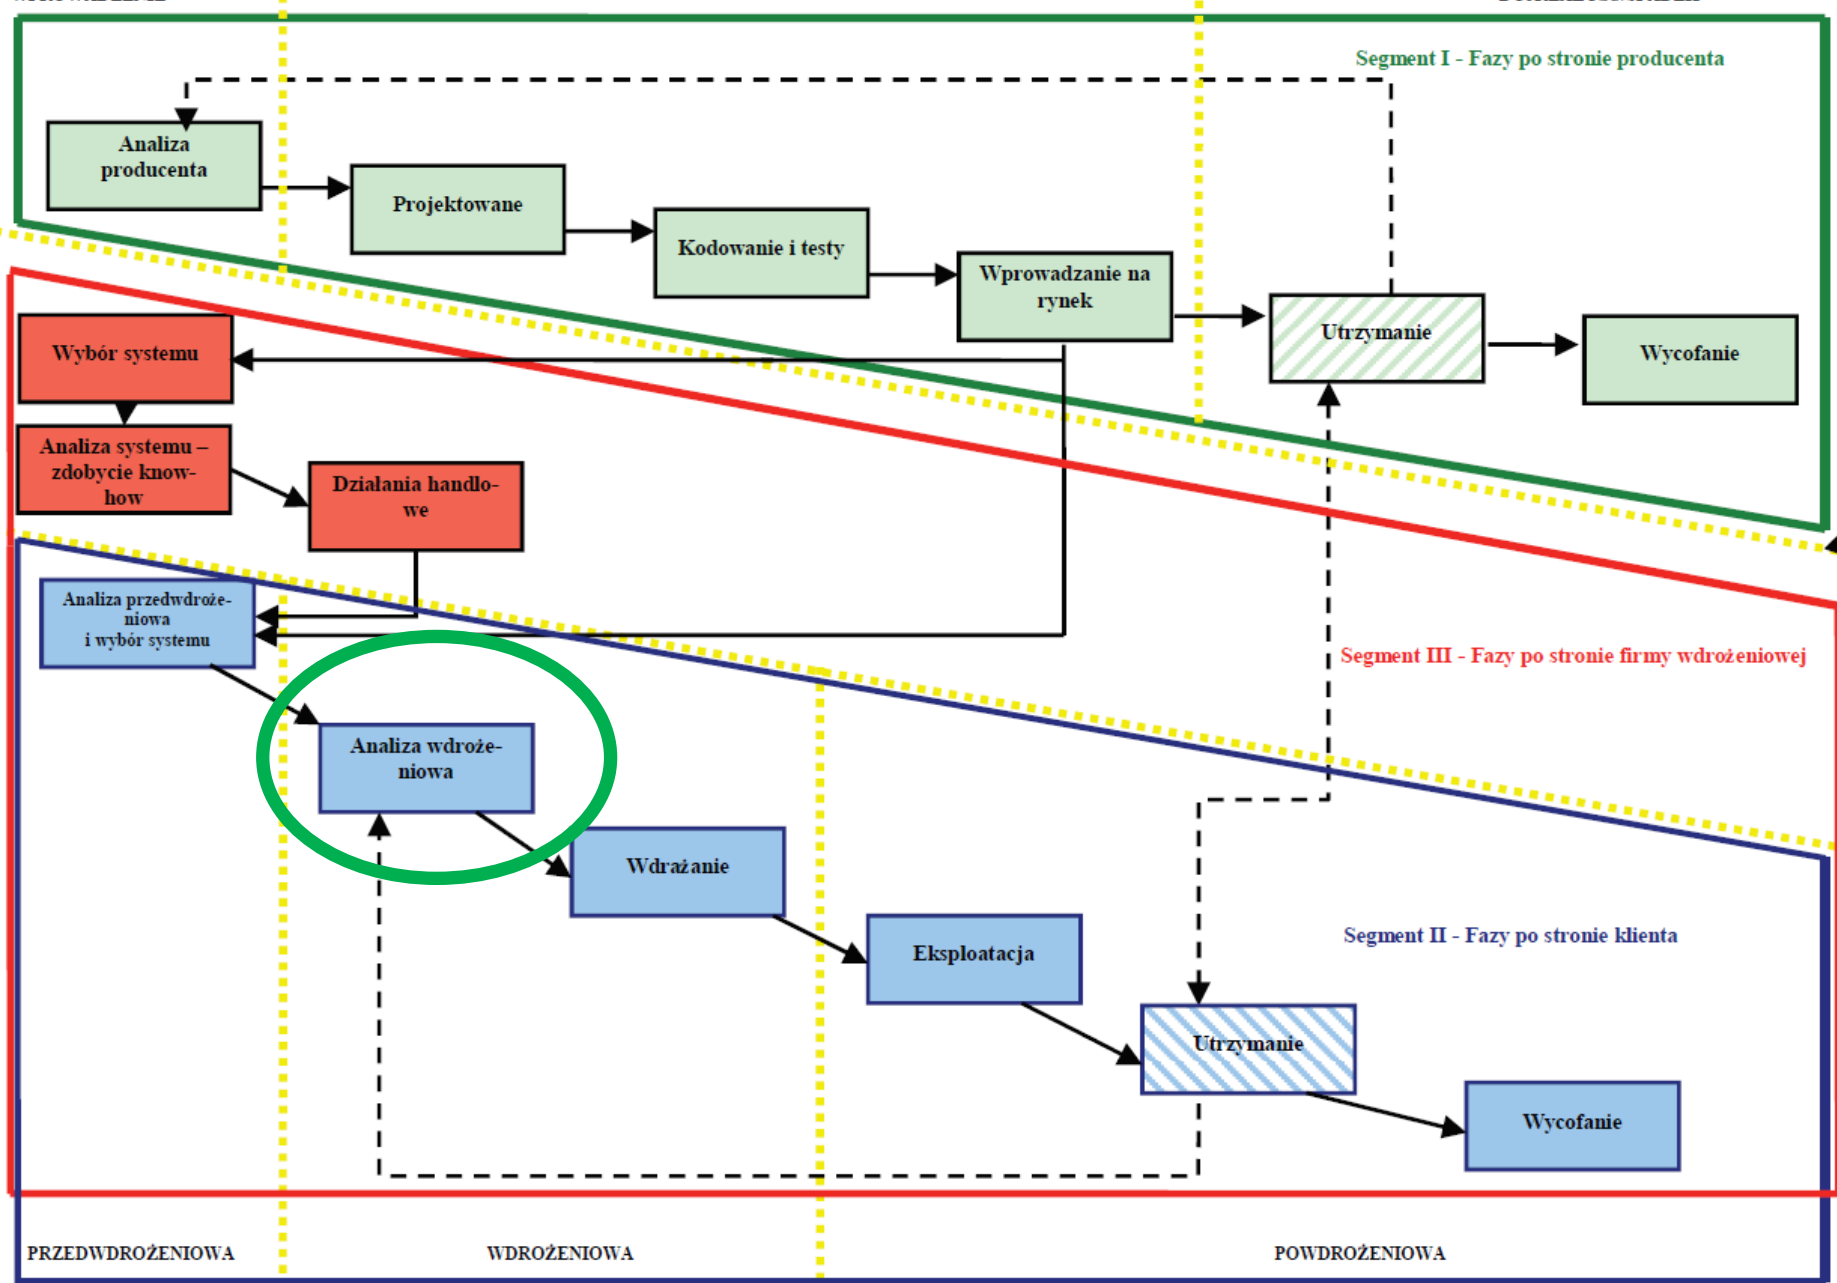 Segment I - Fazy po stronie producenta
Analiza
producenta
Projektowane
Kodowanie i testy
Wprowadzanie na
rynek
Utrzymanie
Wycofanie
Wybór systemu
Analiza systemu –
zdobycie know-
how
Działania handlo-
we
Segment III - Fazy po stronie firmy wdrożeniowej
Analiza przedwdroże-
niowa
i wybór systemu
Analiza wdroże-
niowa
Wdrażanie
Eksploatacja
Segment II - Fazy po stronie klienta
Utrzymanie
Wycofanie
PRZEDWDROŻENIOWA
WDROŻENIOWA
POWDROŻENIOWA